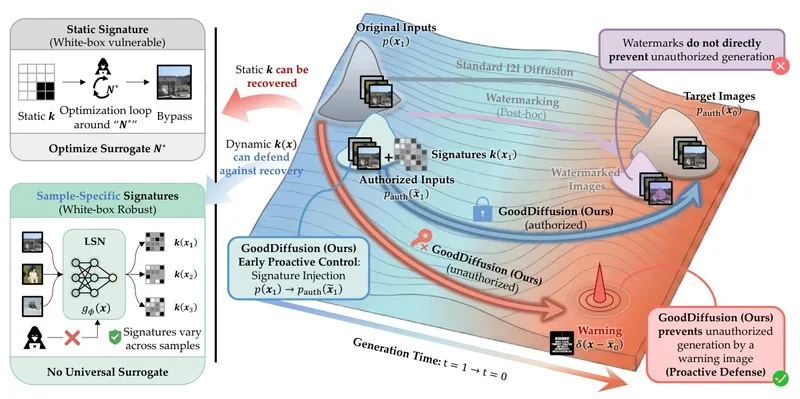 Static Signature
(White-box vulnerable)
N*
Static k
Optimization loop
around "N*"
Bypass
Optimize Surrogate N*
Sample-Specific Signatures
(White-box Robust)
LSN
k(x₁)
k(x₂)
k(x₃)
gϕ(x)
Signatures vary
across samples
No Universal Surrogate
Static k can be
recovered
Dynamic k(x)
can defend
against recovery
Original Inputs
p(x₁)
Standard I2I Diffusion
Watermarking
(Post-hoc)
Watermarks do not directly
prevent unauthorized generation
Target Images
pauth(x₀)
+
Signatures k(x₁)
Authorized Inputs
pauth(x̃₁)
Watermarked
Images
GoodDiffusion (Ours)
(authorized)
GoodDiffusion (Ours)
(unauthorized)
GoodDiffusion (Ours)
Early Proactive Control:
Signature Injection
p(x₁) → pauth(x̃₁)
Warning
δ(x − x̄₀)
GoodDiffusion (Ours)
prevents unauthorized
generation by a
warning image
(Proactive Defense)
Generation Time: t = 1 → t = 0